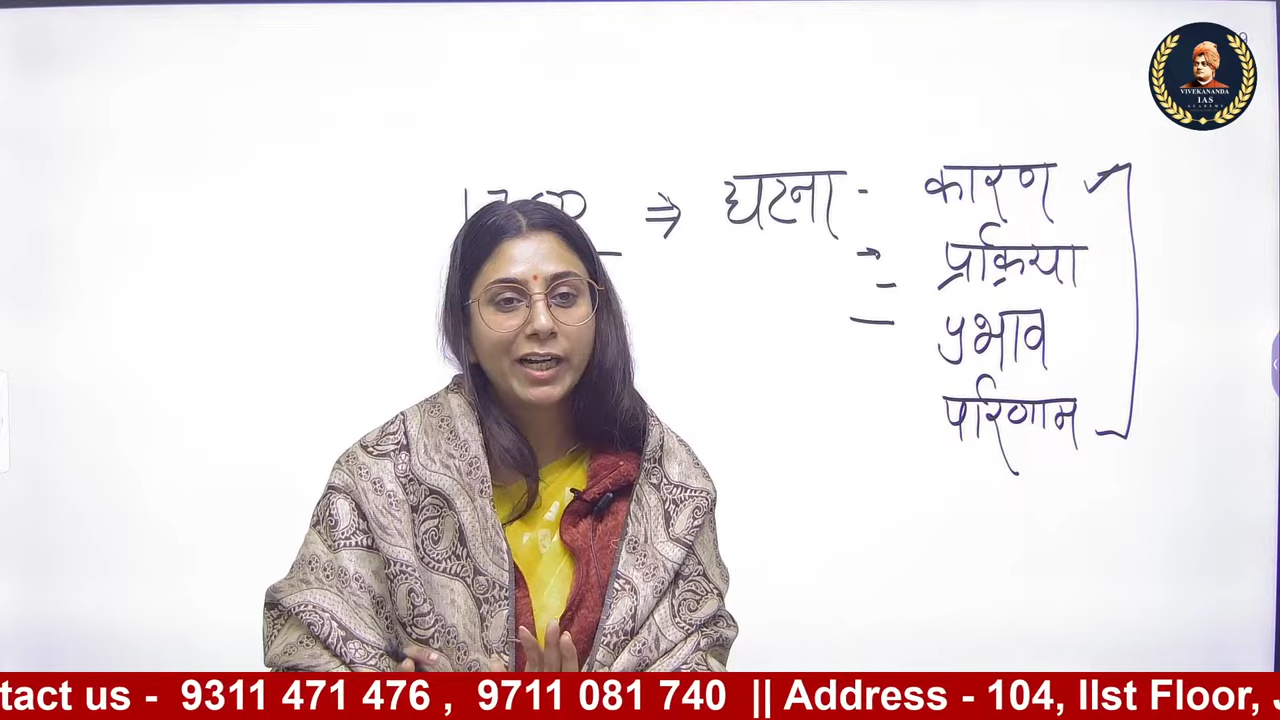 VIVEKANANDA
IAS
ACADEMY
⇒ घटना - कारण
→ प्रक्रिया
= प्रभाव
परिणाम
tact us - 9311 471 476 , 9711 081 740 || Address - 104, IIst Floor,